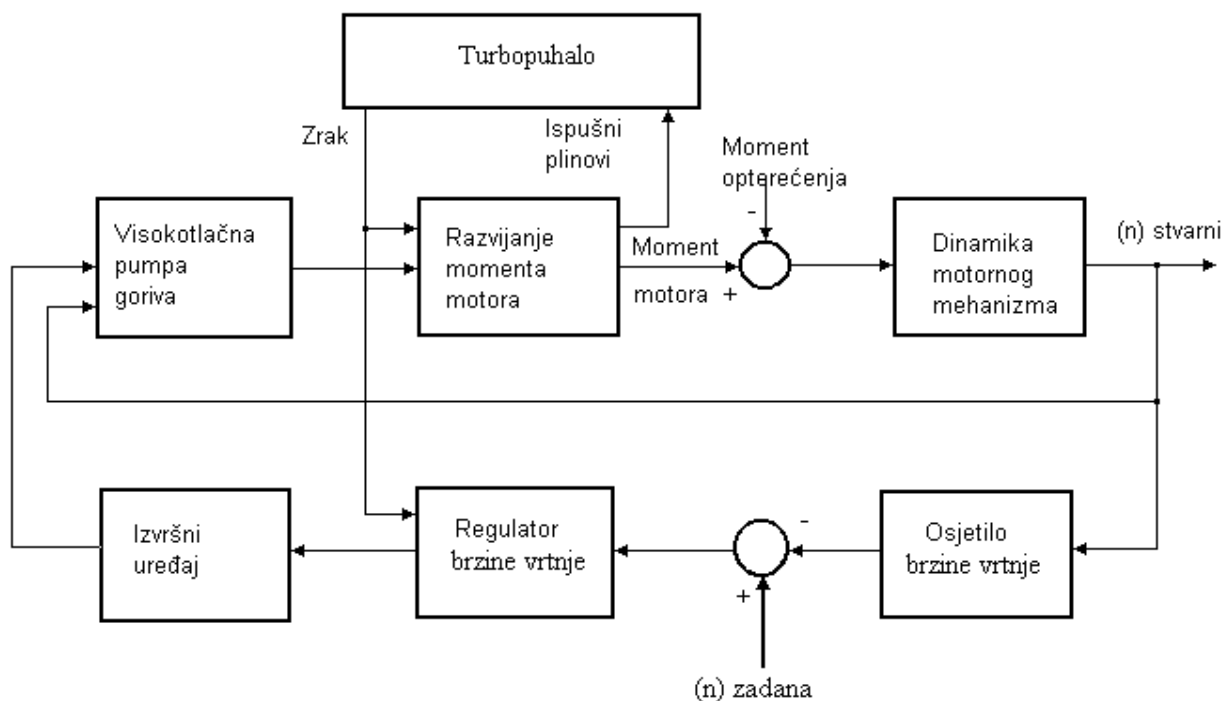 Turbopuhalo
Zrak
Ispušni
plinovi
Moment
opterećenja
-
Visokotlačna
pumpa
goriva
Razvijanje
momenta
motora
Moment
motora
+
Dinamika
motornog
mehanizma
(n) stvarni
Izvršni
uređaj
Regulator
brzine vrtnje
-
+
Osjetilo
brzine vrtnje
(n) zadana